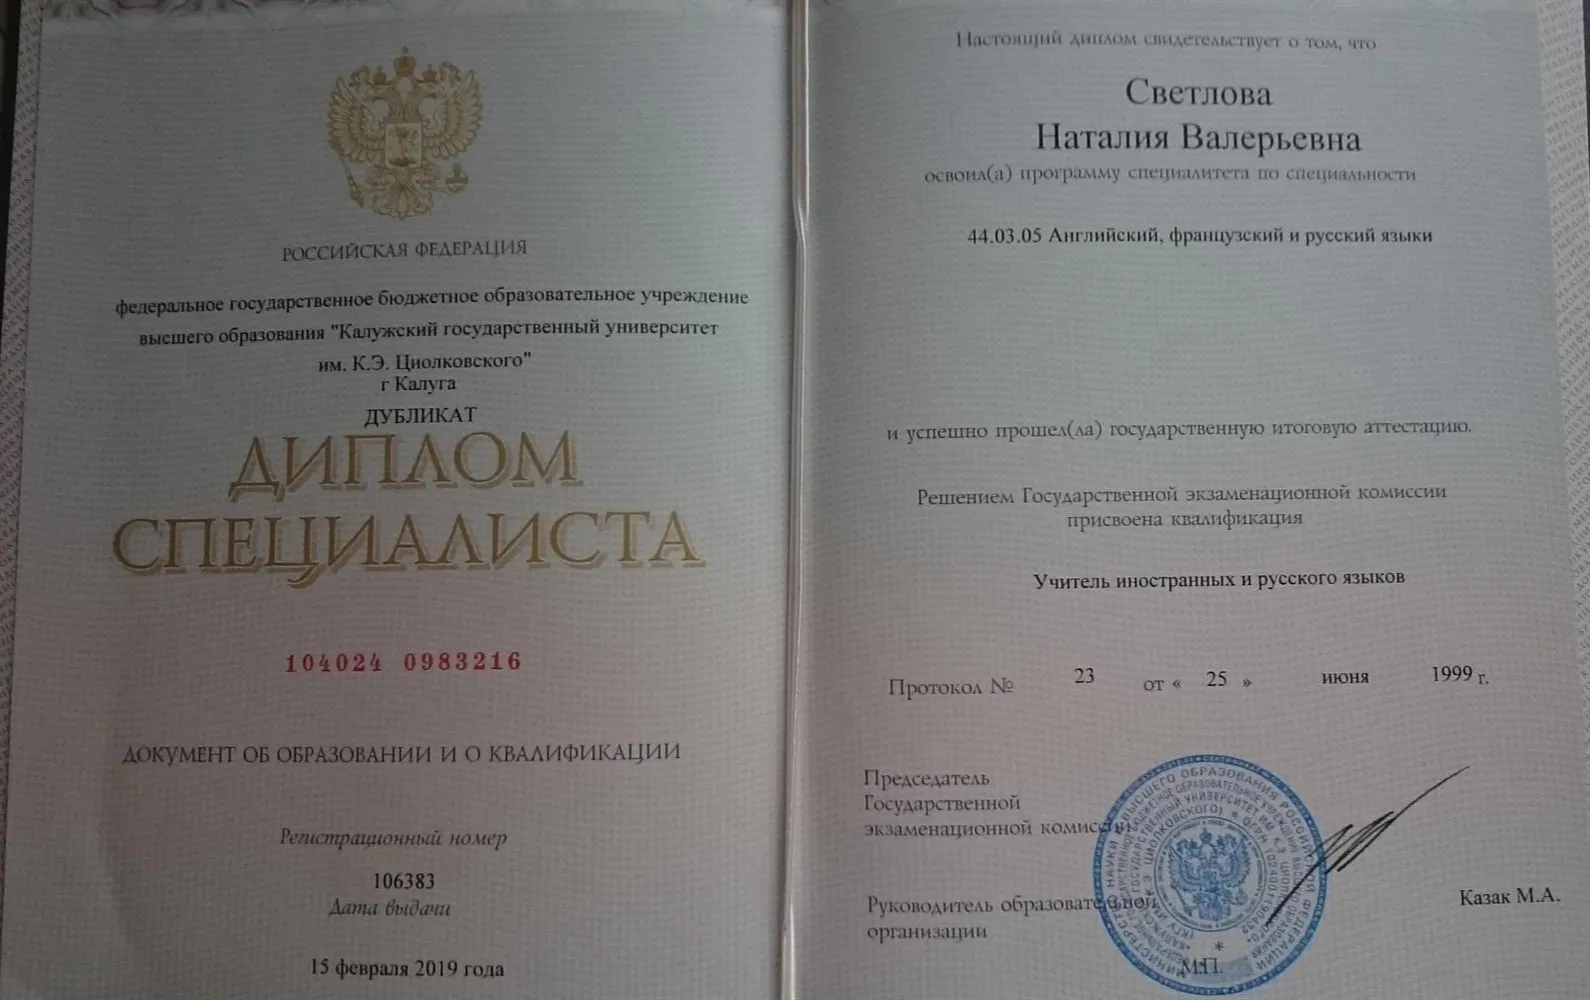 РОССИЙСКАЯ ФЕДЕРАЦИЯ
федеральное государственное бюджетное образовательное учреждение
высшего образования "Калужский государственный университет
им. К.Э. Циолковского"
г Калуга
ДУБЛИКАТ
ДИПЛОМ
СПЕЦИАЛИСТА
104024 0983216
ДОКУМЕНТ ОБ ОБРАЗОВАНИИ И О КВАЛИФИКАЦИИ
Регистрационный номер
106383
Дата выдачи
15 февраля 2019 года
Настоящий диплом свидетельствует о том, что
Светлова
Наталия Валерьевна
освоил(а) программу специалитета по специальности
44.03.05 Английский, французский и русский языки
и успешно прошел(ла) государственную итоговую аттестацию.
Решением Государственной экзаменационной комиссии
присвоена квалификация
Учитель иностранных и русского языков
Протокол № 23 от « 25 » июня 1999 г.
Председатель
Государственной
экзаменационной комиссии
Руководитель образовательной
организации
Казак М.А.
М.П.